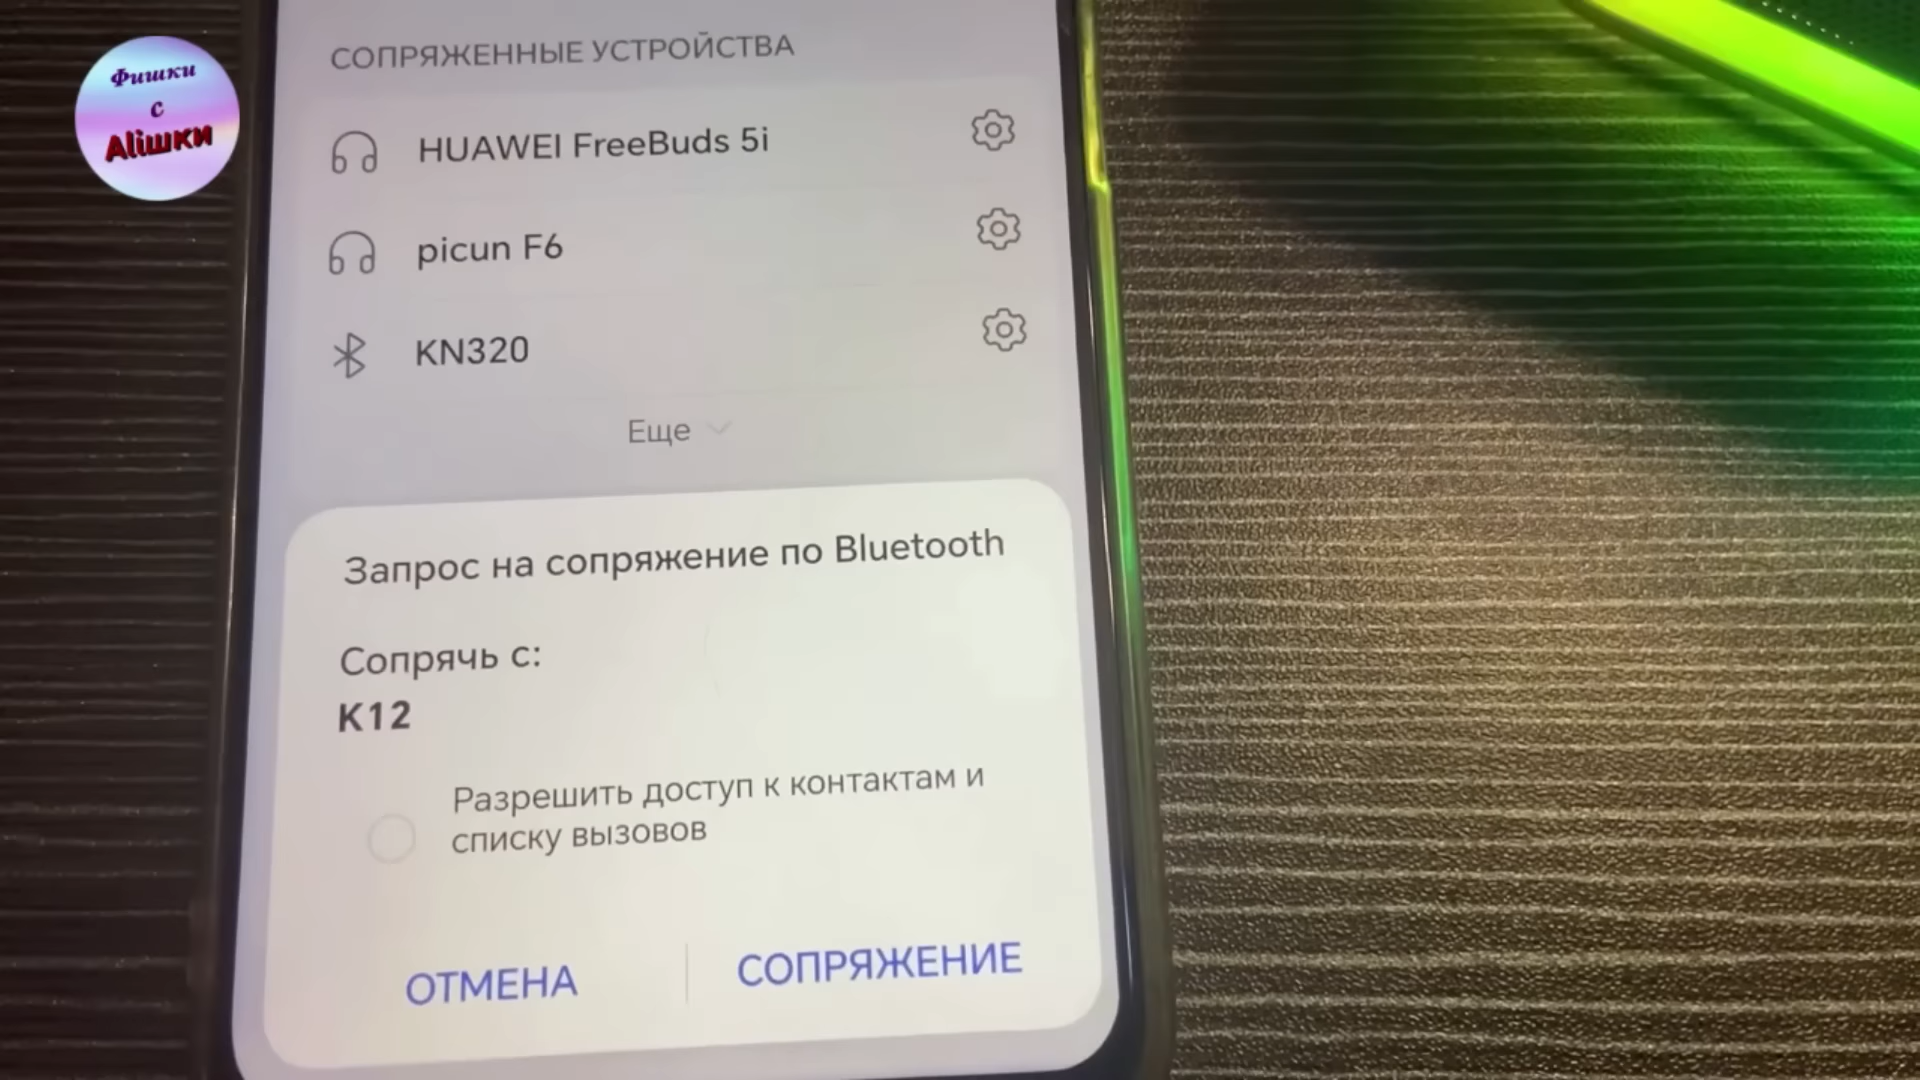 Фишки
с
Aliшки
СОПРЯЖЕННЫЕ УСТРОЙСТВА
HUAWEI FreeBuds 5i
picun F6
KN320
Еще
Запрос на сопряжение по Bluetooth
Сопрячь с:
K12
Разрешить доступ к контактам и
списку вызовов
ОТМЕНА
СОПРЯЖЕНИЕ